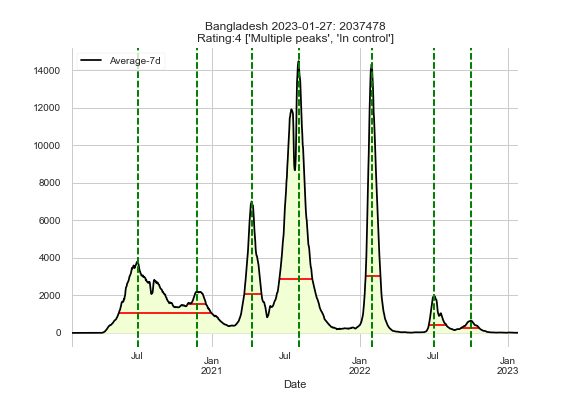 Bangladesh 2023-01-27: 2037478
Rating:4 ['Multiple peaks', 'In control']
Average-7d
14000
12000
10000
8000
6000
4000
2000
0
Jul
Jan
2021
Jul
Jan
2022
Jul
Jan
2023
Date